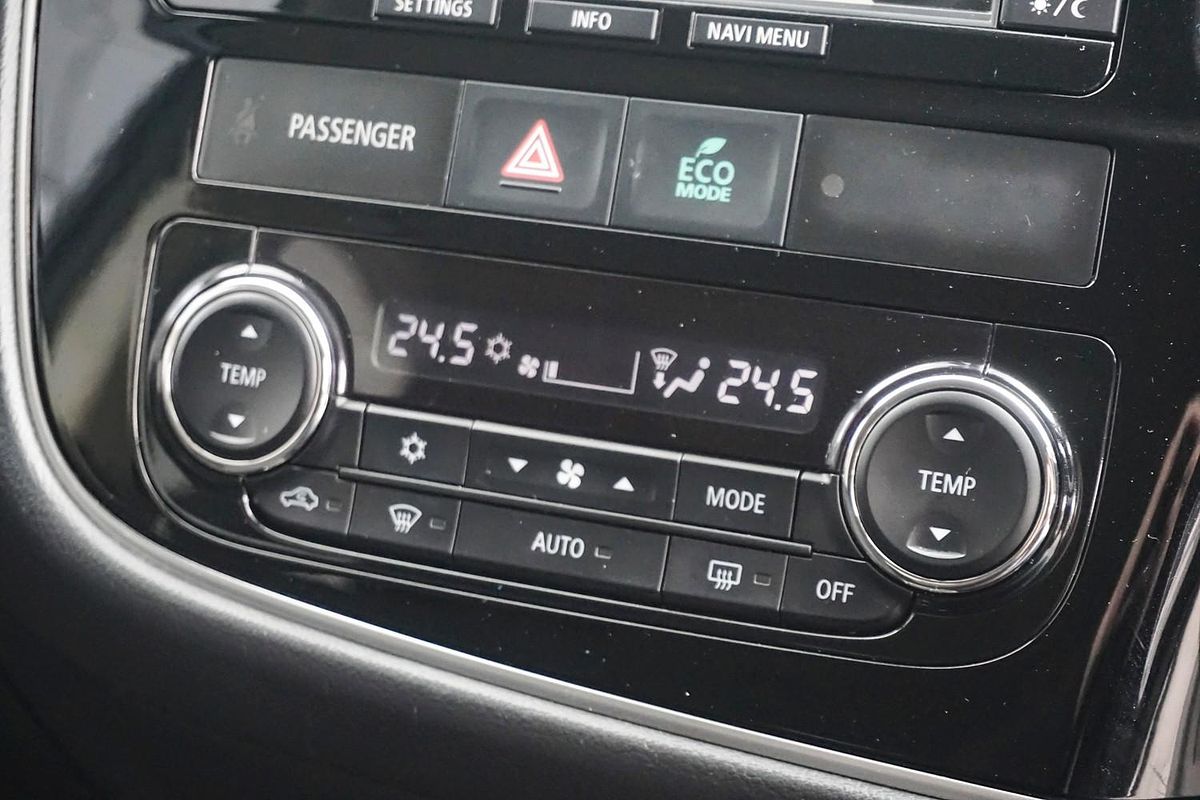 SETTINGS
INFO
NAVI MENU
PASSENGER
ECO
MODE
24.5
24.5
TEMP
TEMP
MODE
AUTO
OFF